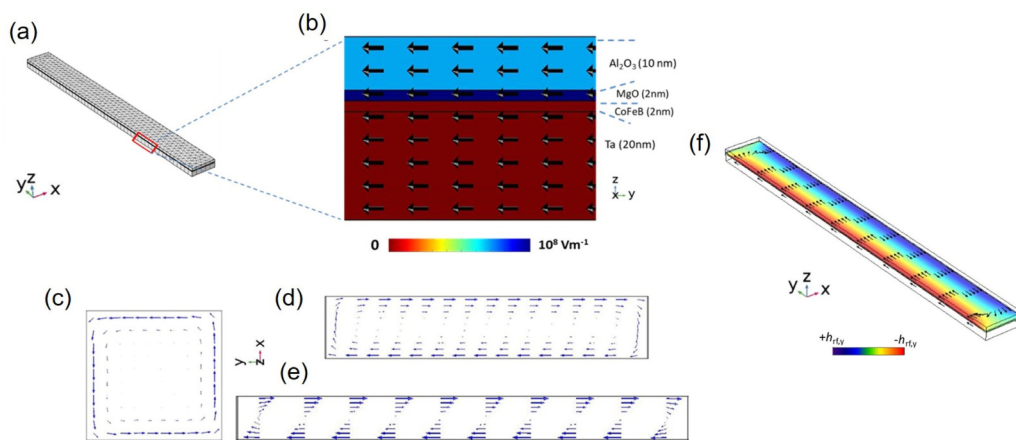 (a)
y z x
(b)
Al₂O₃ (10 nm)
MgO (2nm)
CoFeB (2nm)
Ta (20nm)
z
x y
0 10⁸ Vm⁻¹
(c)
y z x
(d)
(e)
(f)
y z x
+h_rf,y -h_rf,y